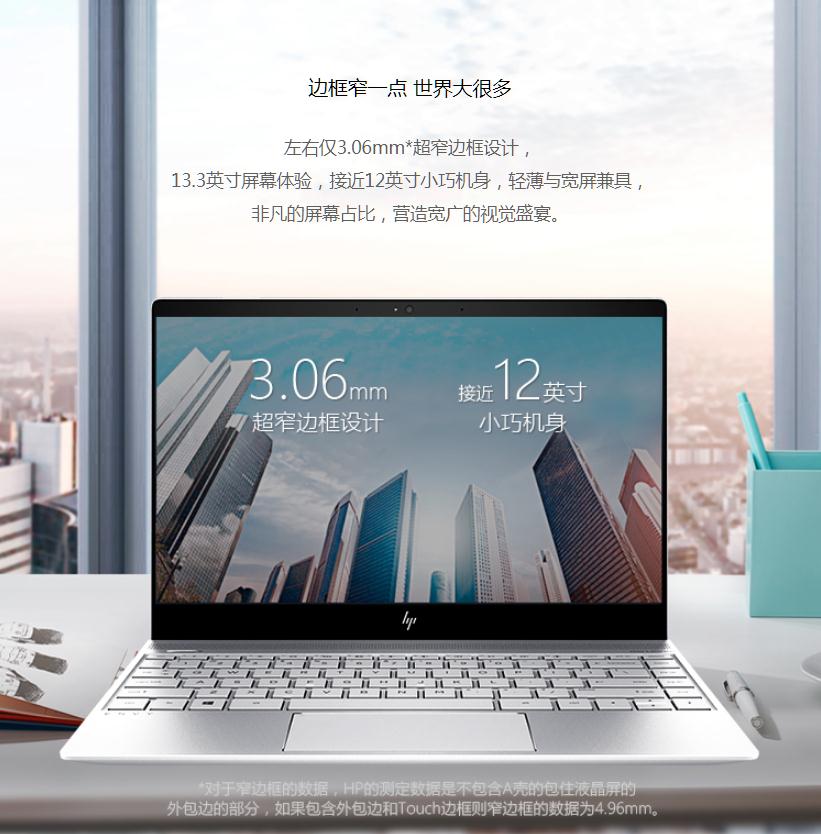 边框窄一点 世界大很多
左右仅3.06mm*超窄边框设计，
13.3英寸屏幕体验，接近12英寸小巧机身，轻薄与宽屏兼具，
非凡的屏幕占比，营造宽广的视觉盛宴。
3.06mm
超窄边框设计
接近12英寸
小巧机身
hp
ENVY
*对于窄边框的数据，HP的测定数据是不包含A壳的包住液晶屏的
外包边的部分，如果包含外包边和Touch边框则窄边框的数据为4.96mm。